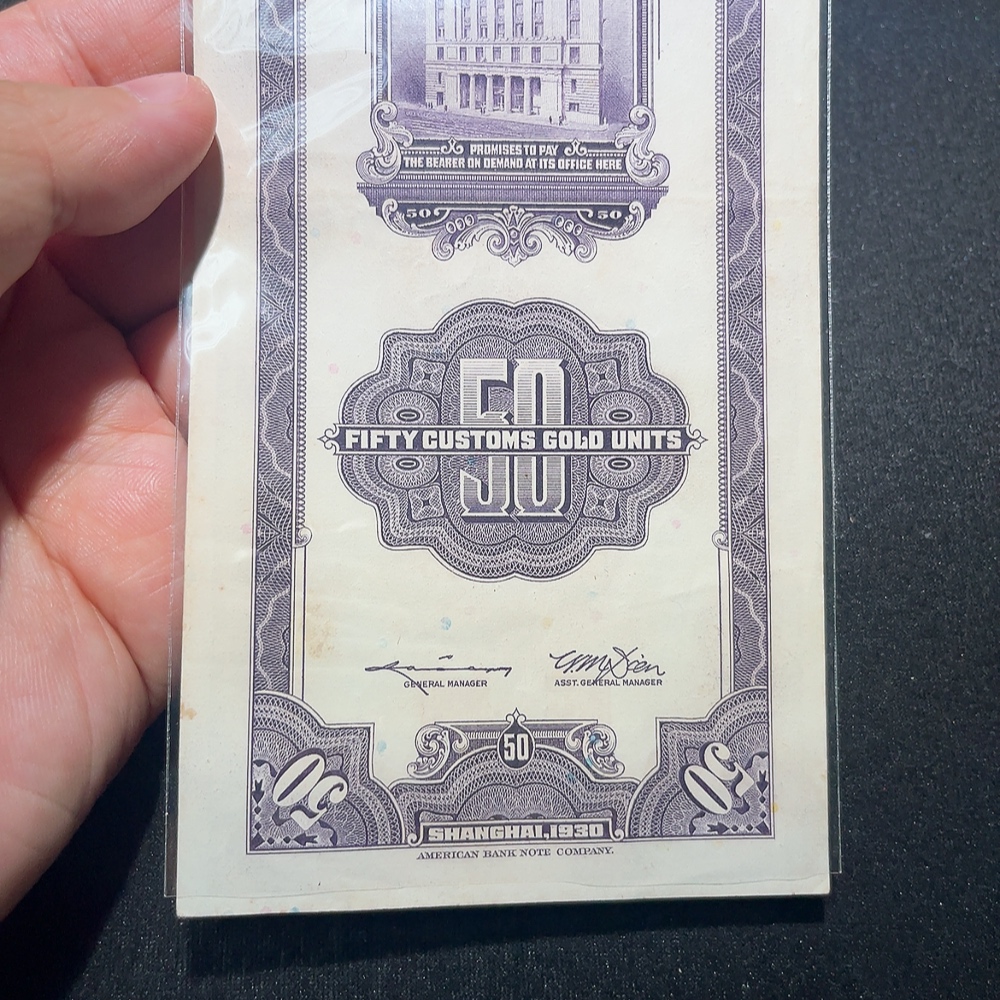 PROMISES TO PAY
THE BEARER ON DEMAND AT ITS OFFICE HERE
50 50
50
FIFTY CUSTOMS GOLD UNITS
GENERAL MANAGER ASST. GENERAL MANAGER
50
50 50
SHANGHAI, 1930
AMERICAN BANK NOTE COMPANY.